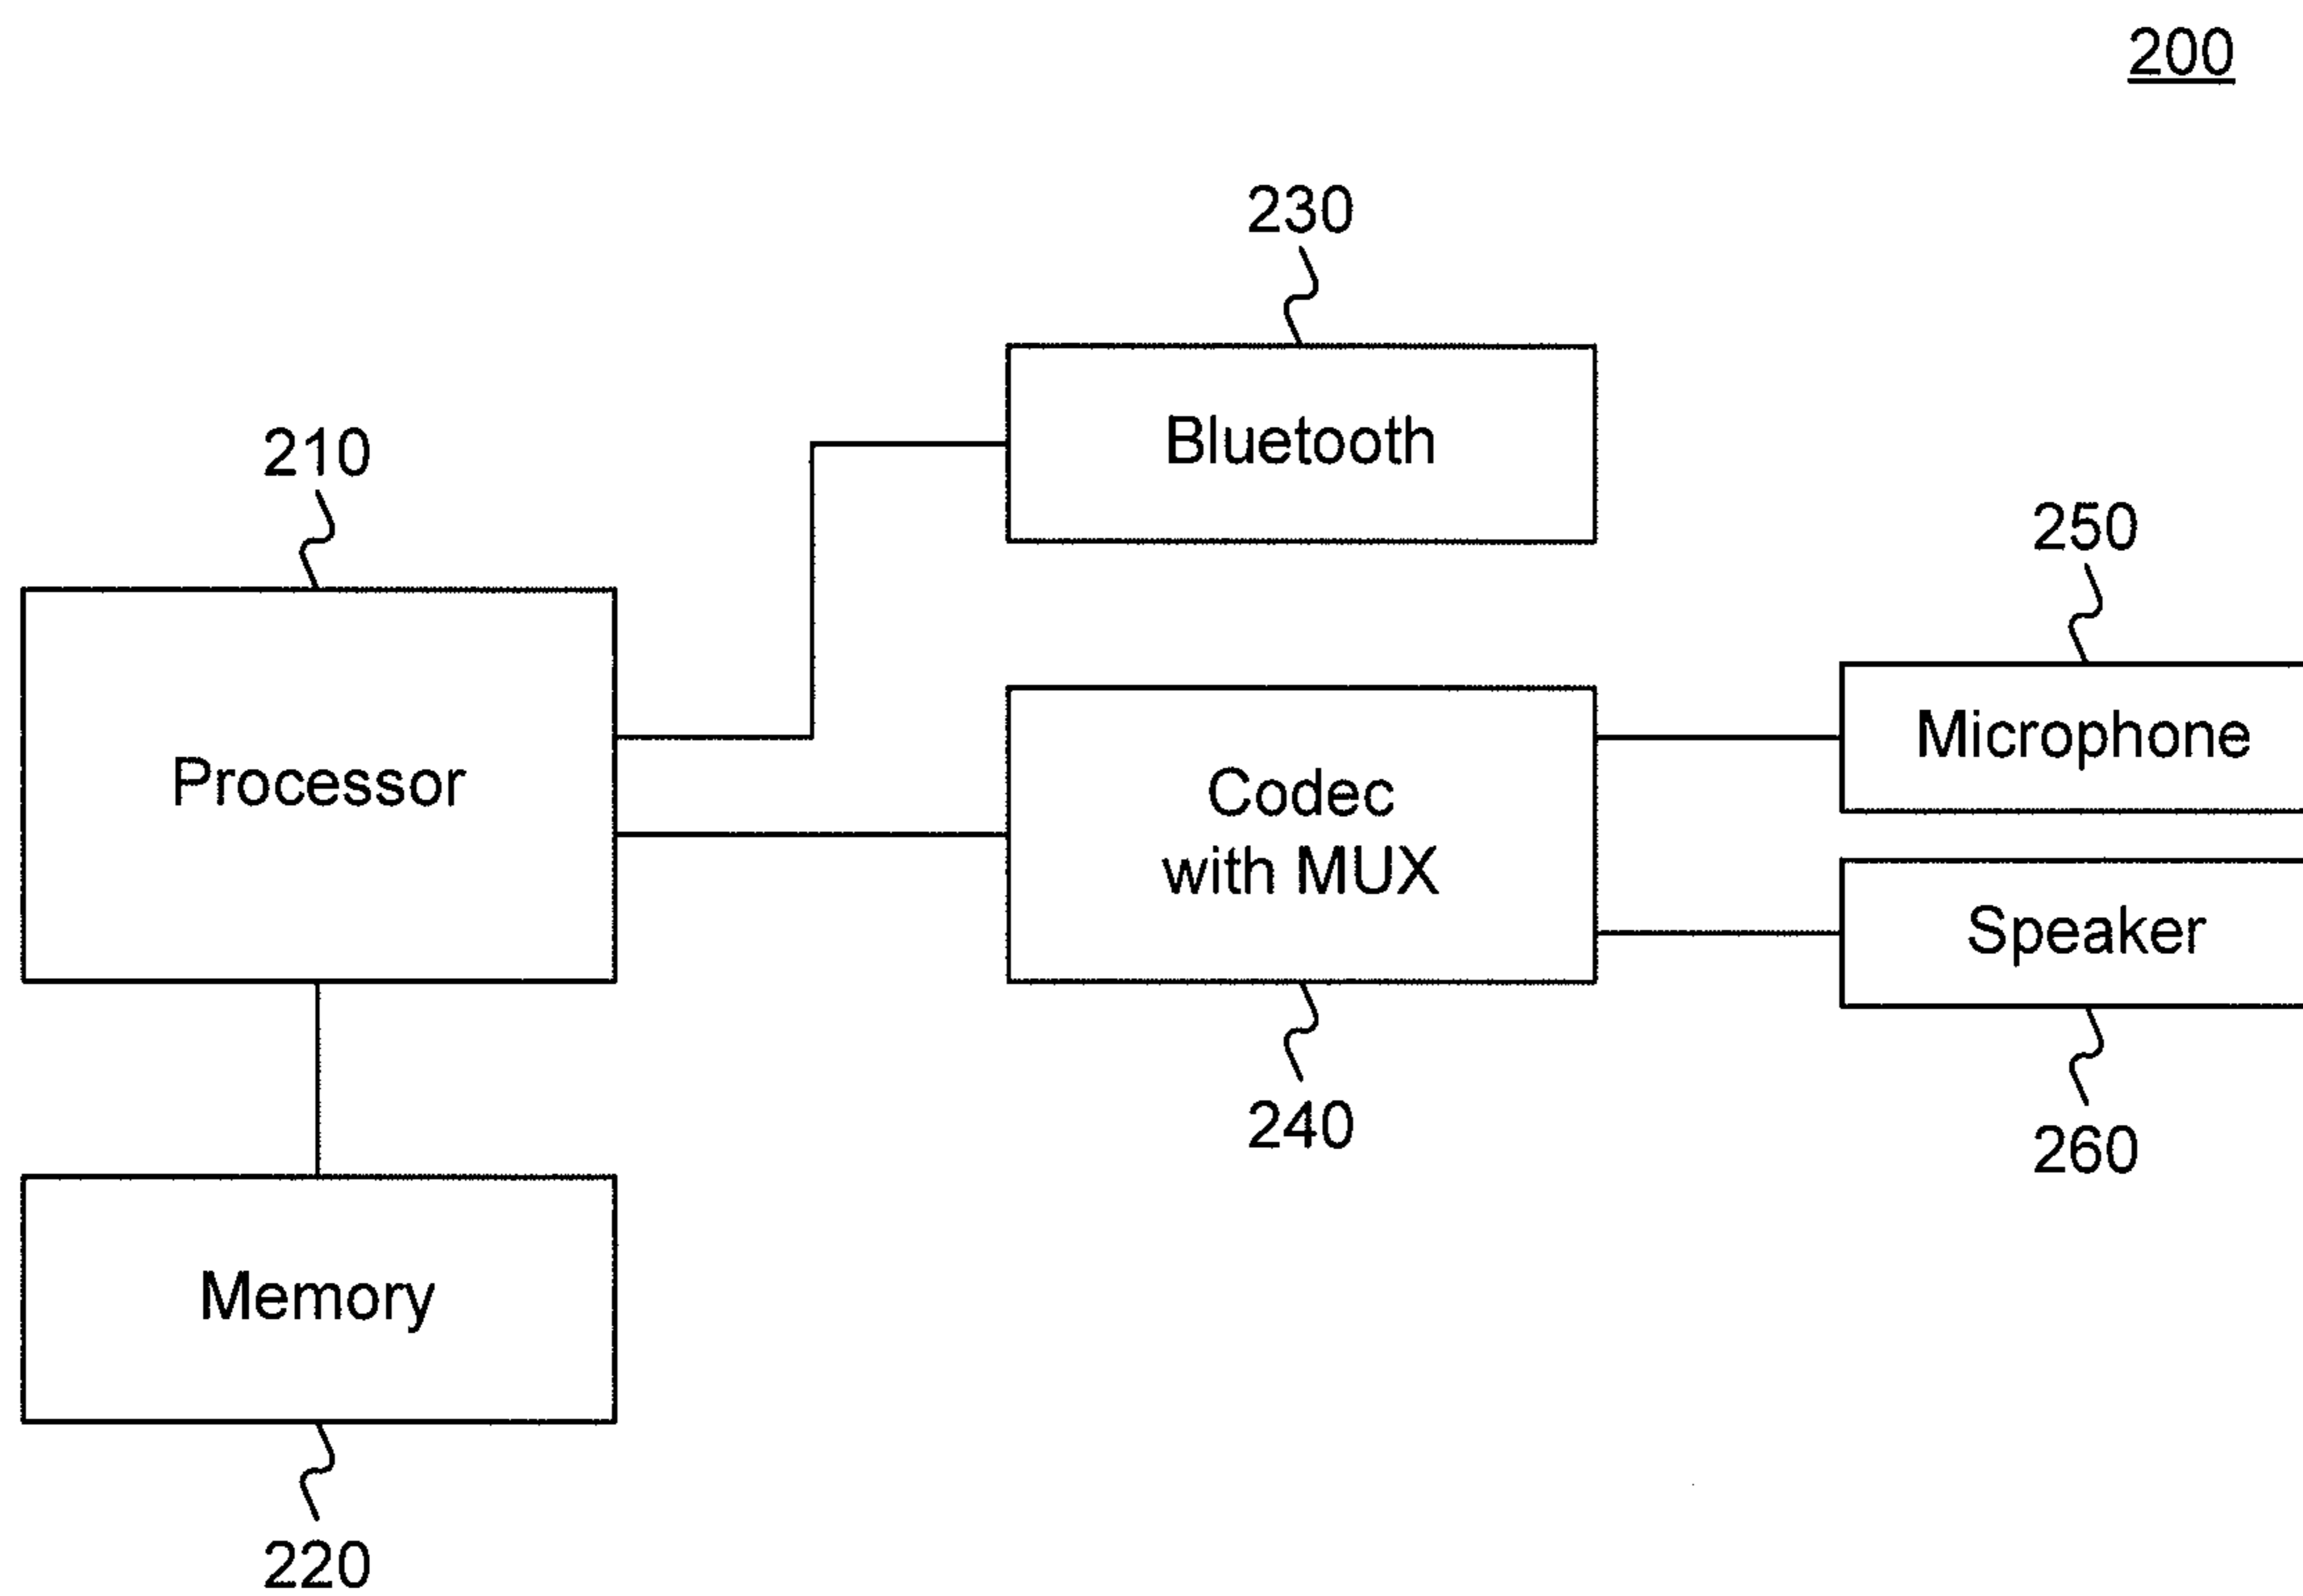 200
230
Bluetooth
210
250
Processor
Codec
with MUX
Microphone
Speaker
240
260
Memory
220